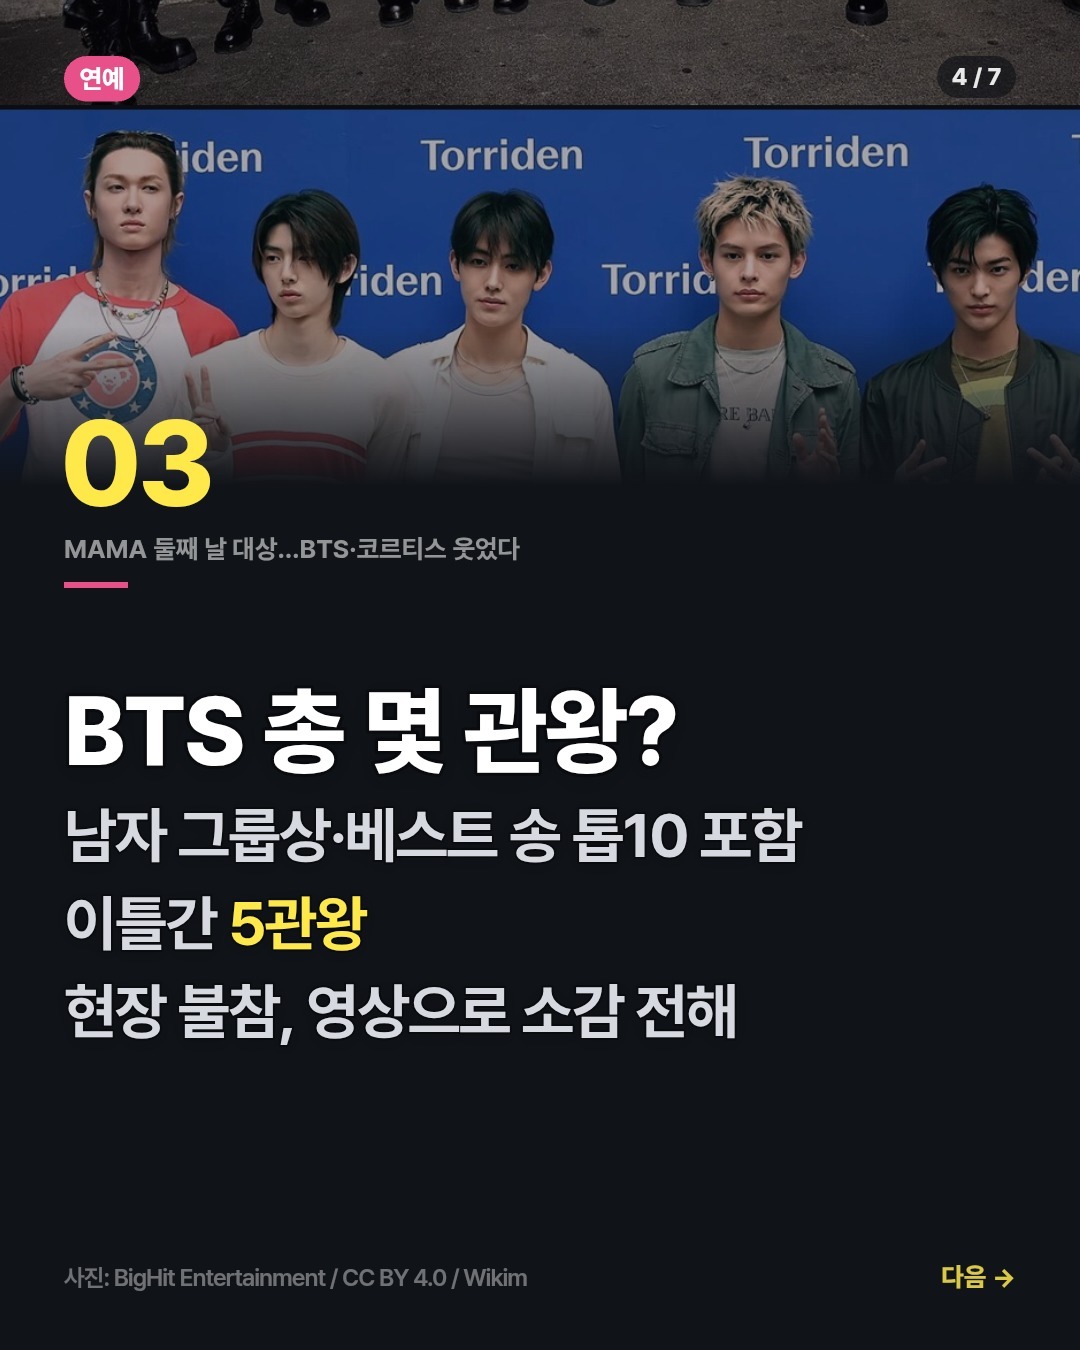 연예
4 / 7
Torriden
Torriden
Torriden
03
MAMA 둘째 날 대상...BTS·코르티스 웃었다
BTS 총 몇 관왕?
남자 그룹상·베스트 송 톱10 포함
이틀간 5관왕
현장 불참, 영상으로 소감 전해
사진: BigHit Entertainment / CC BY 4.0 / Wikim
다음 →